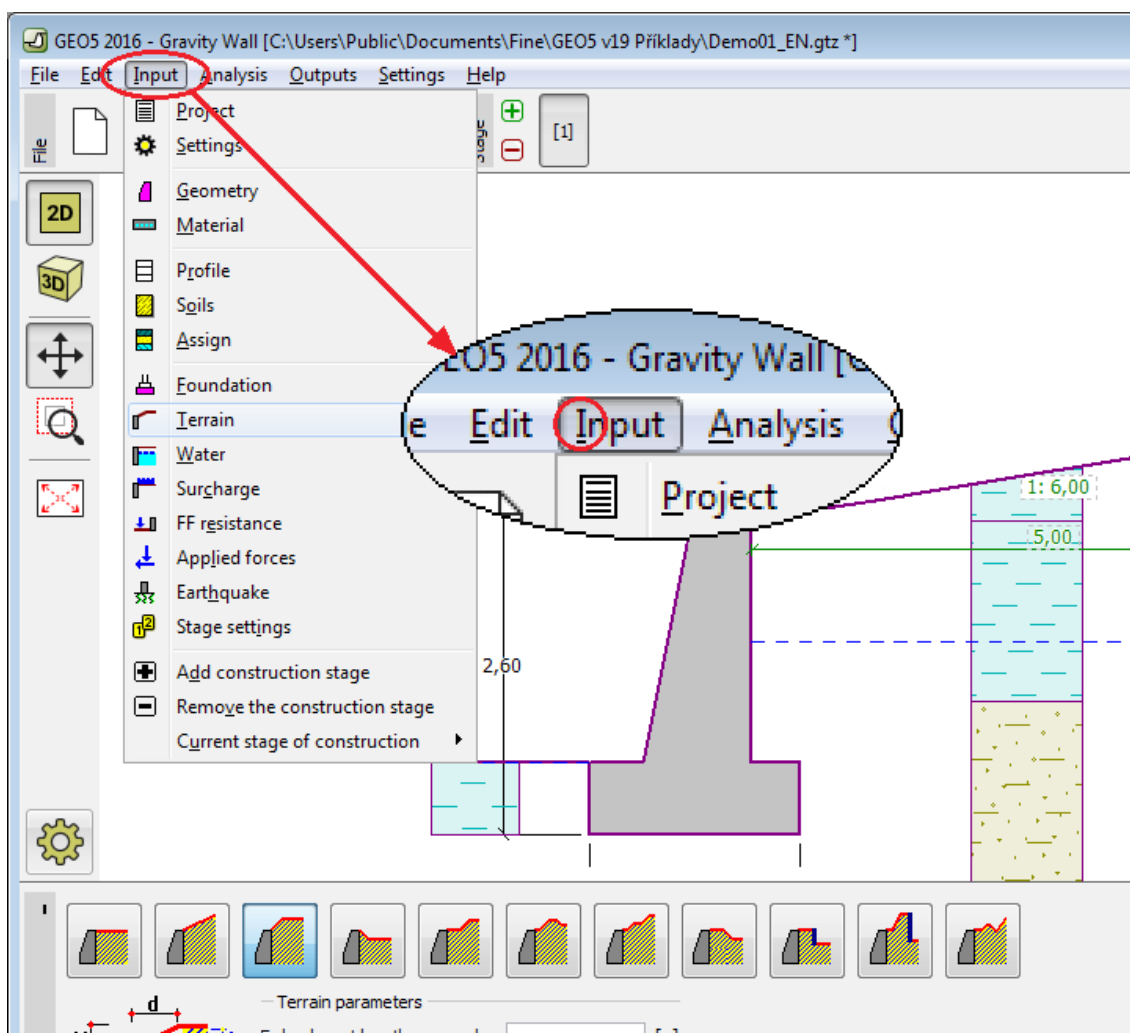 GEO5 2016 - Gravity Wall [C:\Users\Public\Documents\Fine\GEO5 v19 Příklady\Demo01_EN.gtz *]
File Edit Input Analysis Outputs Settings Help
File
Stage
[1]
Project
Settings
Geometry
Material
Profile
Soils
Assign
Foundation
Terrain
Water
Surcharge
FF resistance
Applied forces
Earthquake
Stage settings
Add construction stage
Remove the construction stage
Current stage of construction
2D
3D
EO5 2016 - Gravity Wall [
e Edit Input Analysis
Project
1: 6,00
5,00
2,60
d
Terrain parameters